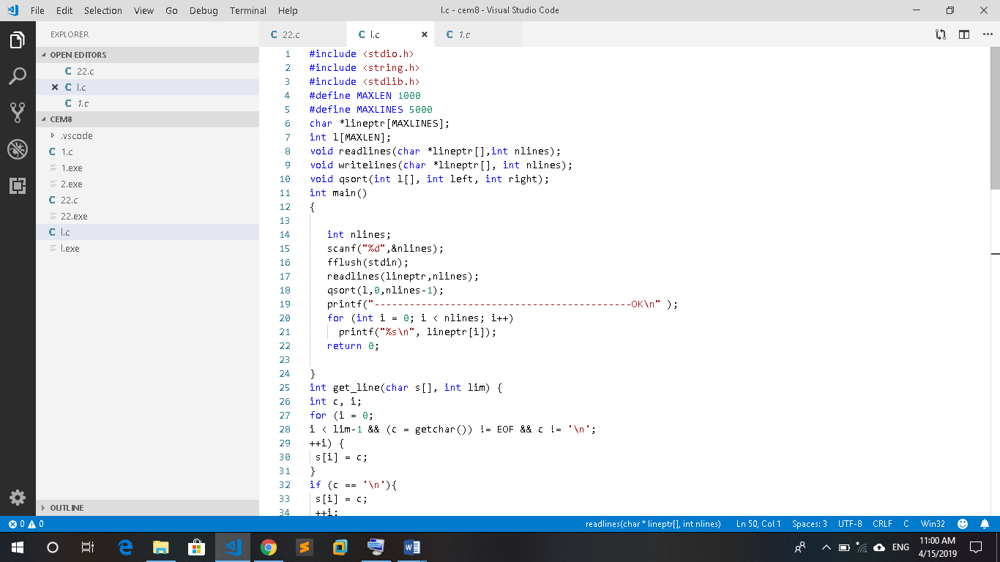 File Edit Selection View Go Debug Terminal Help l.c - cem8 - Visual Studio Code
EXPLORER
OPEN EDITORS
C 22.c
C l.c
C 1.c
CEM8
.vscode
C 1.c
1.exe
2.exe
C 22.c
22.exe
C l.c
l.exe
OUTLINE
C 22.c C l.c C 1.c
1 #include <stdio.h>
2 #include <string.h>
3 #include <stdlib.h>
4 #define MAXLEN 1000
5 #define MAXLINES 5000
6 char *lineptr[MAXLINES];
7 int l[MAXLEN];
8 void readlines(char *lineptr[],int nlines);
9 void writelines(char *lineptr[], int nlines);
10 void qsort(int l[], int left, int right);
11 int main()
12 {
13
14 int nlines;
15 scanf("%d",&nlines);
16 fflush(stdin);
17 readlines(lineptr,nlines);
18 qsort(l,0,nlines-1);
19 printf("--------------------------------------------OK\n" );
20 for (int i = 0; i < nlines; i++)
21 printf("%s\n", lineptr[i]);
22 return 0;
23
24 }
25 int get_line(char s[], int lim) {
26 int c, i;
27 for (i = 0;
28 i < lim-1 && (c = getchar()) != EOF && c != '\n';
29 ++i) {
30 s[i] = c;
31 }
32 if (c == '\n'){
33 s[i] = c;
34 ++i;
0 0 readlines(char * lineptr[], int nlines) Ln 50, Col 1 Spaces: 3 UTF-8 CRLF C Win32
ENG 11:00 AM
4/15/2019